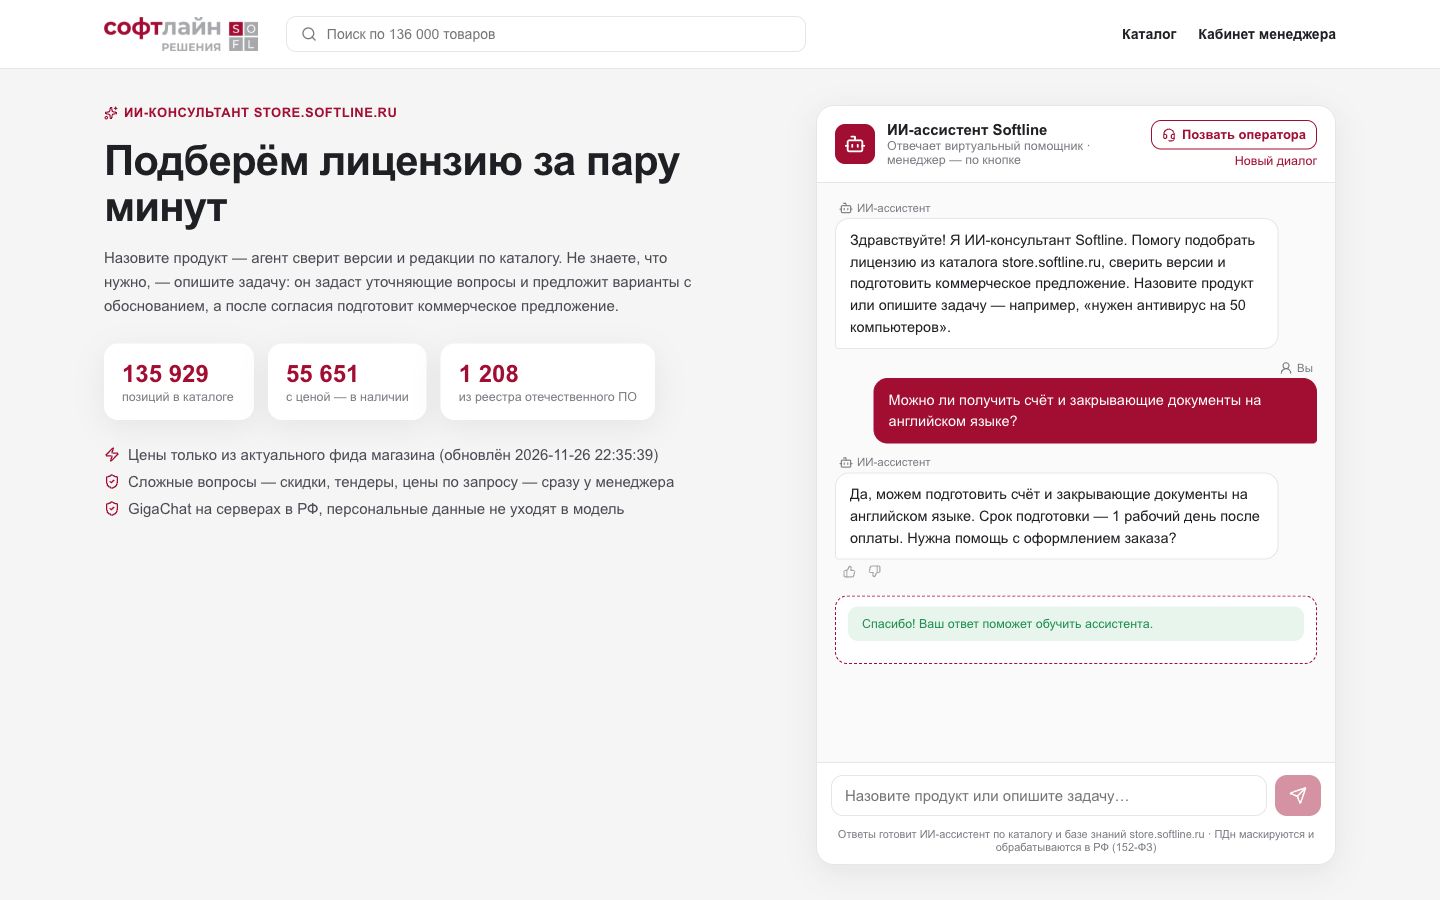 софтлайн
РЕШЕНИЯ
S O
F L
Поиск по 136 000 товаров
Каталог
Кабинет менеджера
ИИ-КОНСУЛЬТАНТ STORE.SOFTLINE.RU
Подберём лицензию за пару
минут
Назовите продукт — агент сверит версии и редакции по каталогу. Не знаете, что
нужно, — опишите задачу: он задаст уточняющие вопросы и предложит варианты с
обоснованием, а после согласия подготовит коммерческое предложение.
135 929
позиций в каталоге
55 651
с ценой — в наличии
1 208
из реестра отечественного ПО
Цены только из актуального фида магазина (обновлён 2026-11-26 22:35:39)
Сложные вопросы — скидки, тендеры, цены по запросу — сразу у менеджера
GigaChat на серверах в РФ, персональные данные не уходят в модель
ИИ-ассистент Softline
Отвечает виртуальный помощник ·
менеджер — по кнопке
Позвать оператора
Новый диалог
ИИ-ассистент
Здравствуйте! Я ИИ-консультант Softline. Помогу подобрать
лицензию из каталога store.softline.ru, сверить версии и
подготовить коммерческое предложение. Назовите продукт
или опишите задачу — например, «нужен антивирус на 50
компьютеров».
Вы
Можно ли получить счёт и закрывающие документы на
английском языке?
ИИ-ассистент
Да, можем подготовить счёт и закрывающие документы на
английском языке. Срок подготовки — 1 рабочий день после
оплаты. Нужна помощь с оформлением заказа?
Спасибо! Ваш ответ поможет обучить ассистента.
Назовите продукт или опишите задачу…
Ответы готовит ИИ-ассистент по каталогу и базе знаний store.softline.ru · ПДн маскируются и
обрабатываются в РФ (152-ФЗ)